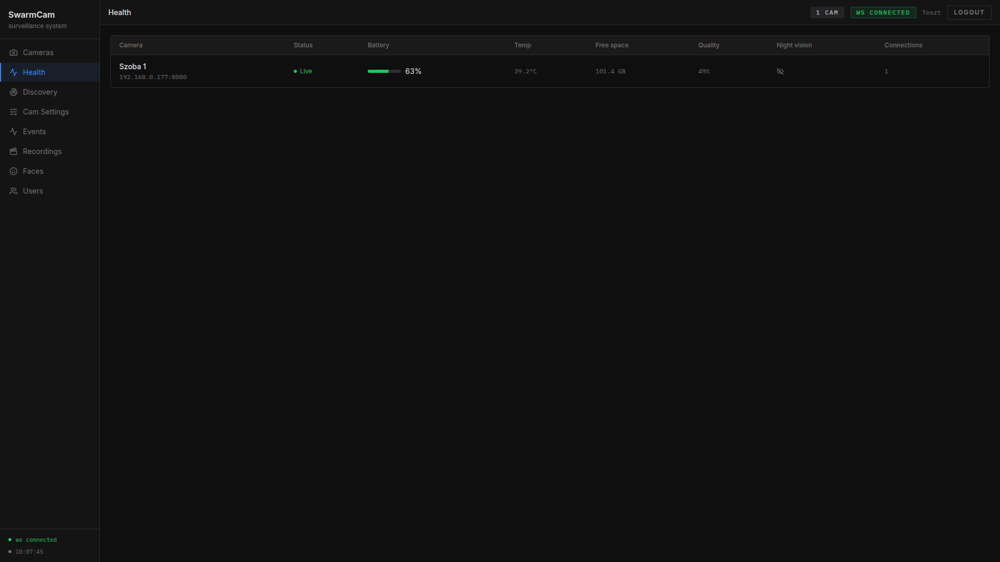 SwarmCam
surveillance system
Cameras
Health
Discovery
Cam Settings
Events
Recordings
Faces
Users
ws connected
10:07:45
Health
1 CAM
WS CONNECTED
Teszt
LOGOUT
Camera Status Battery Temp Free space Quality Night vision Connections
Szoba 1
192.168.0.177:8080
Live 63% 39.2°C 101.4 GB 49% 1